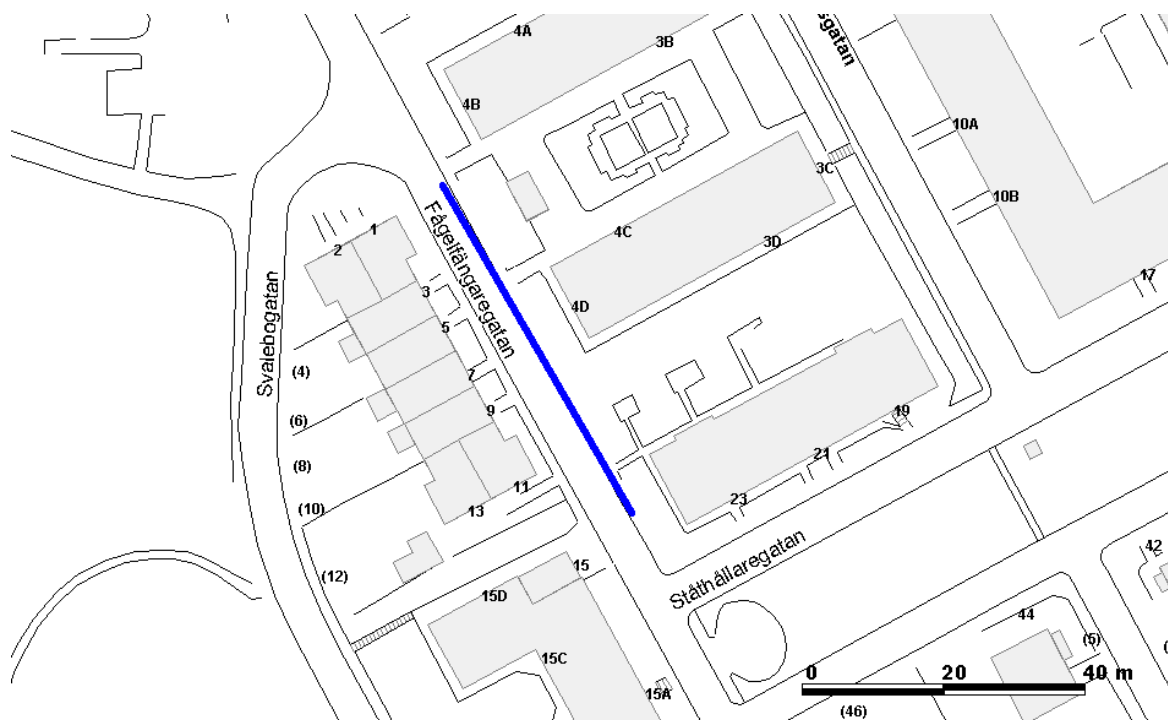 4A
3B
4B
sgatan
10A
3C
10B
4C
3D
17
4D
1
2
Fågelfängaregatan
3
5
7
9
11
13
Svalebogatan
(4)
(6)
(8)
(10)
(12)
19
21
23
Ståthållaregatan
42
15
15D
15C
15A
44
(5)
(
0 20 40 m
(46)